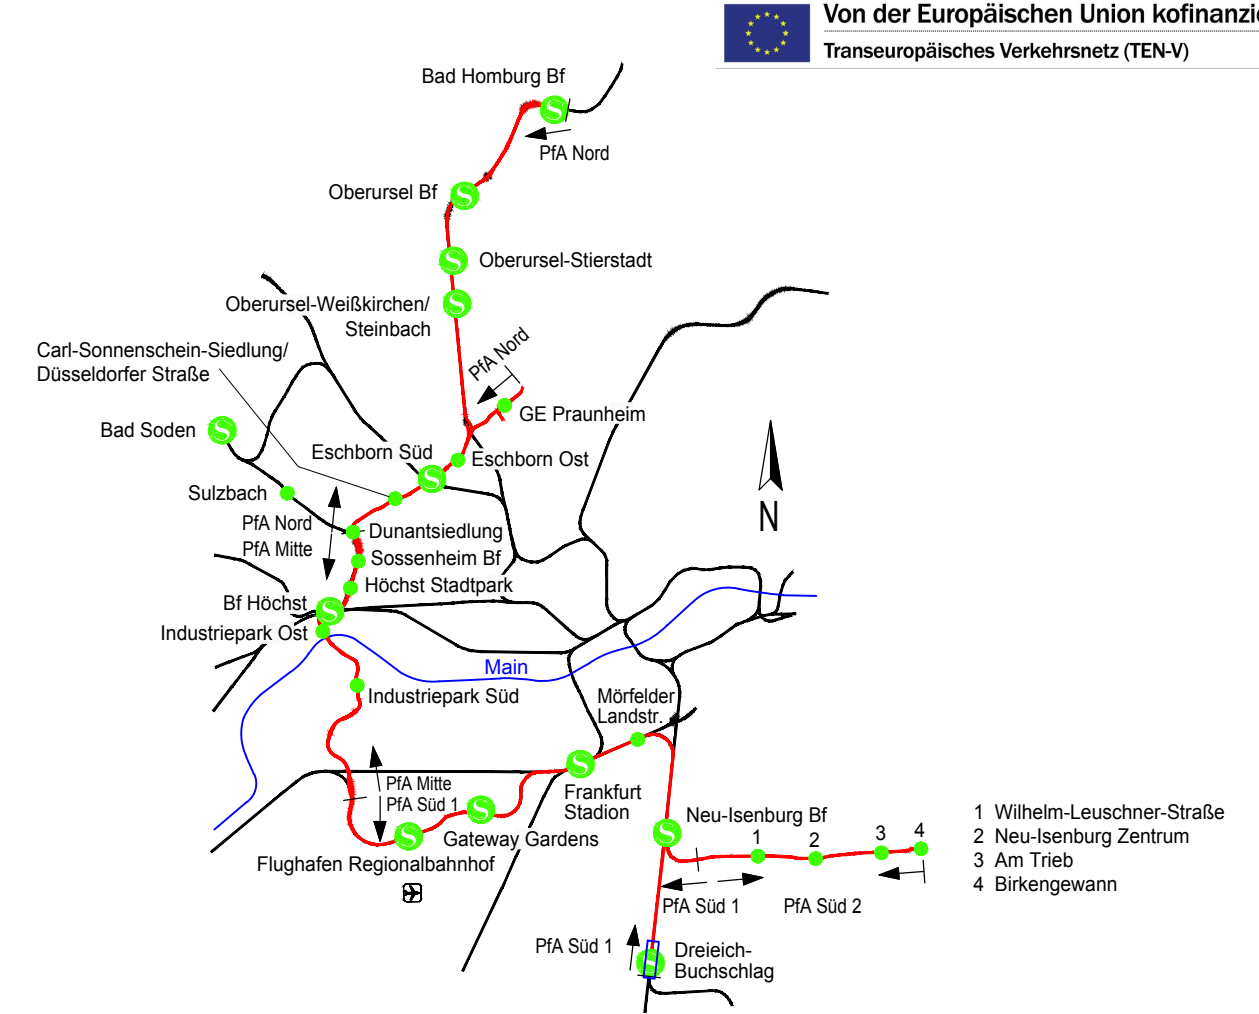 Von der Europäischen Union kofinanzie
Transeuropäisches Verkehrsnetz (TEN-V)
Bad Homburg Bf
PfA Nord
Oberursel Bf
Oberursel-Stierstadt
Oberursel-Weißkirchen/
Steinbach
PfA Nord
Carl-Sonnenschein-Siedlung/
Düsseldorfer Straße
GE Praunheim
Bad Soden
Eschborn Süd
Eschborn Ost
Sulzbach
PfA Nord
PfA Mitte
Dunantsiedlung
Sossenheim Bf
Höchst Stadtpark
N
Bf Höchst
Industriepark Ost
Main
Industriepark Süd
Mörfelder
Landstr.
PfA Mitte
PfA Süd 1
Frankfurt
Stadion
Gateway Gardens
Flughafen Regionalbahnhof
Neu-Isenburg Bf
1
2
3
4
1 Wilhelm-Leuschner-Straße
2 Neu-Isenburg Zentrum
3 Am Trieb
4 Birkengewann
PfA Süd 1
PfA Süd 2
PfA Süd 1
Dreieich-
Buchschlag